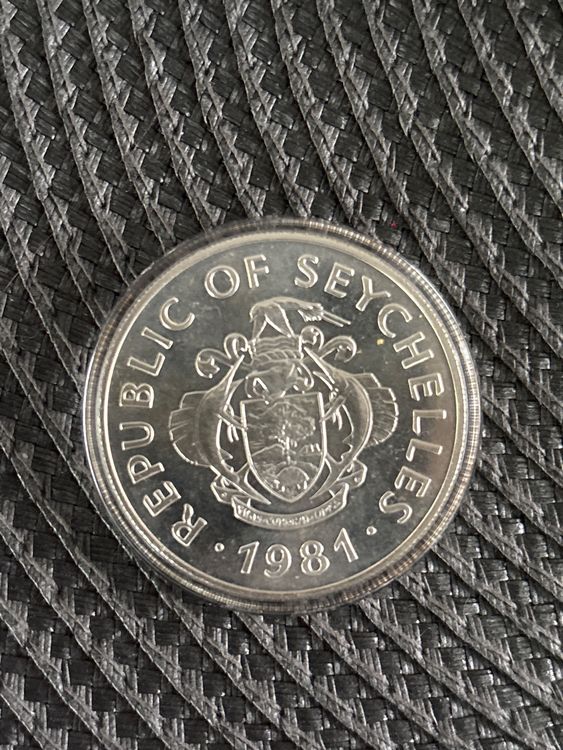 REPUBLIC OF SEYCHELLES
· 1981 ·